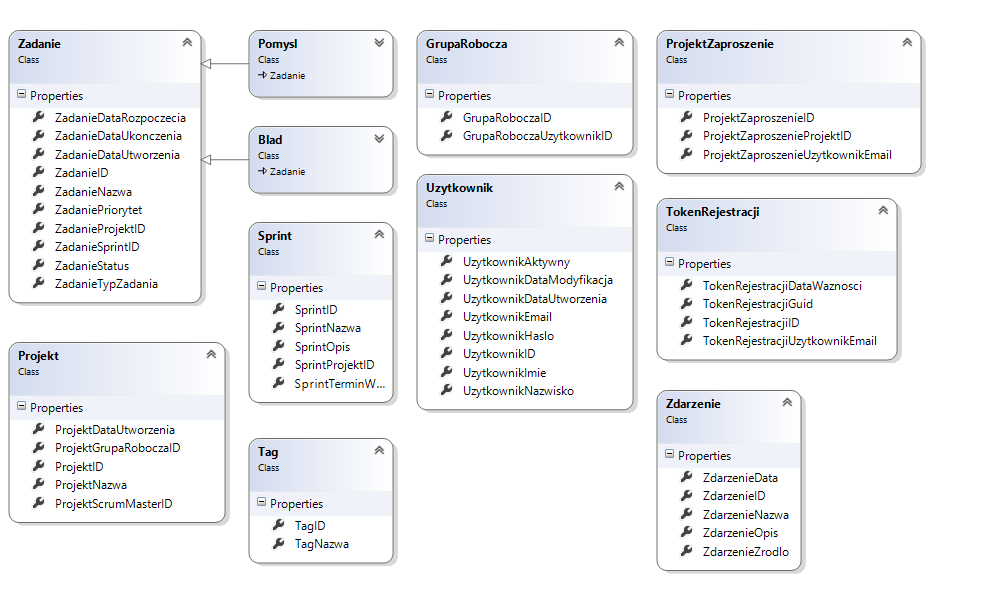 Zadanie
Class
Properties
ZadanieDataRozpoczecia
ZadanieDataUkonczenia
ZadanieDataUtworzenia
ZadanieID
ZadanieNazwa
ZadaniePriorytet
ZadanieProjektID
ZadanieSprintID
ZadanieStatus
ZadanieTypZadania
Projekt
Class
Properties
ProjektDataUtworzenia
ProjektGrupaRoboczaID
ProjektID
ProjektNazwa
ProjektScrumMasterID
Pomysl
Class
Zadanie
Blad
Class
Zadanie
Sprint
Class
Properties
SprintID
SprintNazwa
SprintOpis
SprintProjektID
SprintTerminW...
Tag
Class
Properties
TagID
TagNazwa
GrupaRobocza
Class
Properties
GrupaRoboczaID
GrupaRoboczaUzytkownikID
Uzytkownik
Class
Properties
UzytkownikAktywny
UzytkownikDataModyfikacja
UzytkownikDataUtworzenia
UzytkownikEmail
UzytkownikHaslo
UzytkownikID
UzytkownikImie
UzytkownikNazwisko
ProjektZaproszenie
Class
Properties
ProjektZaproszenieID
ProjektZaproszenieProjektID
ProjektZaproszenieUzytkownikEmail
TokenRejestracji
Class
Properties
TokenRejestracjiDataWaznosci
TokenRejestracjiGuid
TokenRejestracjiID
TokenRejestracjiUzytkownikEmail
Zdarzenie
Class
Properties
ZdarzenieData
ZdarzenieID
ZdarzenieNazwa
ZdarzenieOpis
ZdarzenieZrodlo